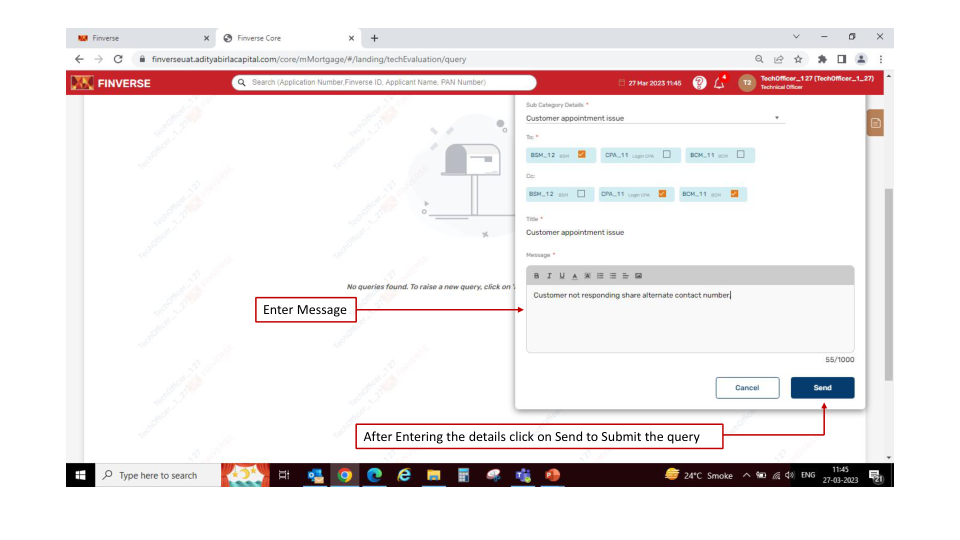 Finverse
Finverse Core
finverseuat.adityabirlacapital.com/core/mMortgage/#/landing/techEvaluation/query
FINVERSE
Search (Application Number,Finverse ID, Applicant Name, PAN Number)
27 Mar 2023 11:45
4
T2
TechOfficer_1 27 (TechOfficer_1_27)
Technical Officer
Sub Category Details *
Customer appointment issue
To: *
BSM_12 BSM
CPA_11 Login CPA
BCM_11 BCM
Cc:
BSM_12 BSM
CPA_11 Login CPA
BCM_11 BCM
Title *
Customer appointment issue
Message *
B I U A
No queries found. To raise a new query, click on '
Customer not responding share alternate contact number.
Enter Message
55/1000
Cancel
Send
After Entering the details click on Send to Submit the query
Type here to search
24°C Smoke
ENG
11:45
27-03-2023
21